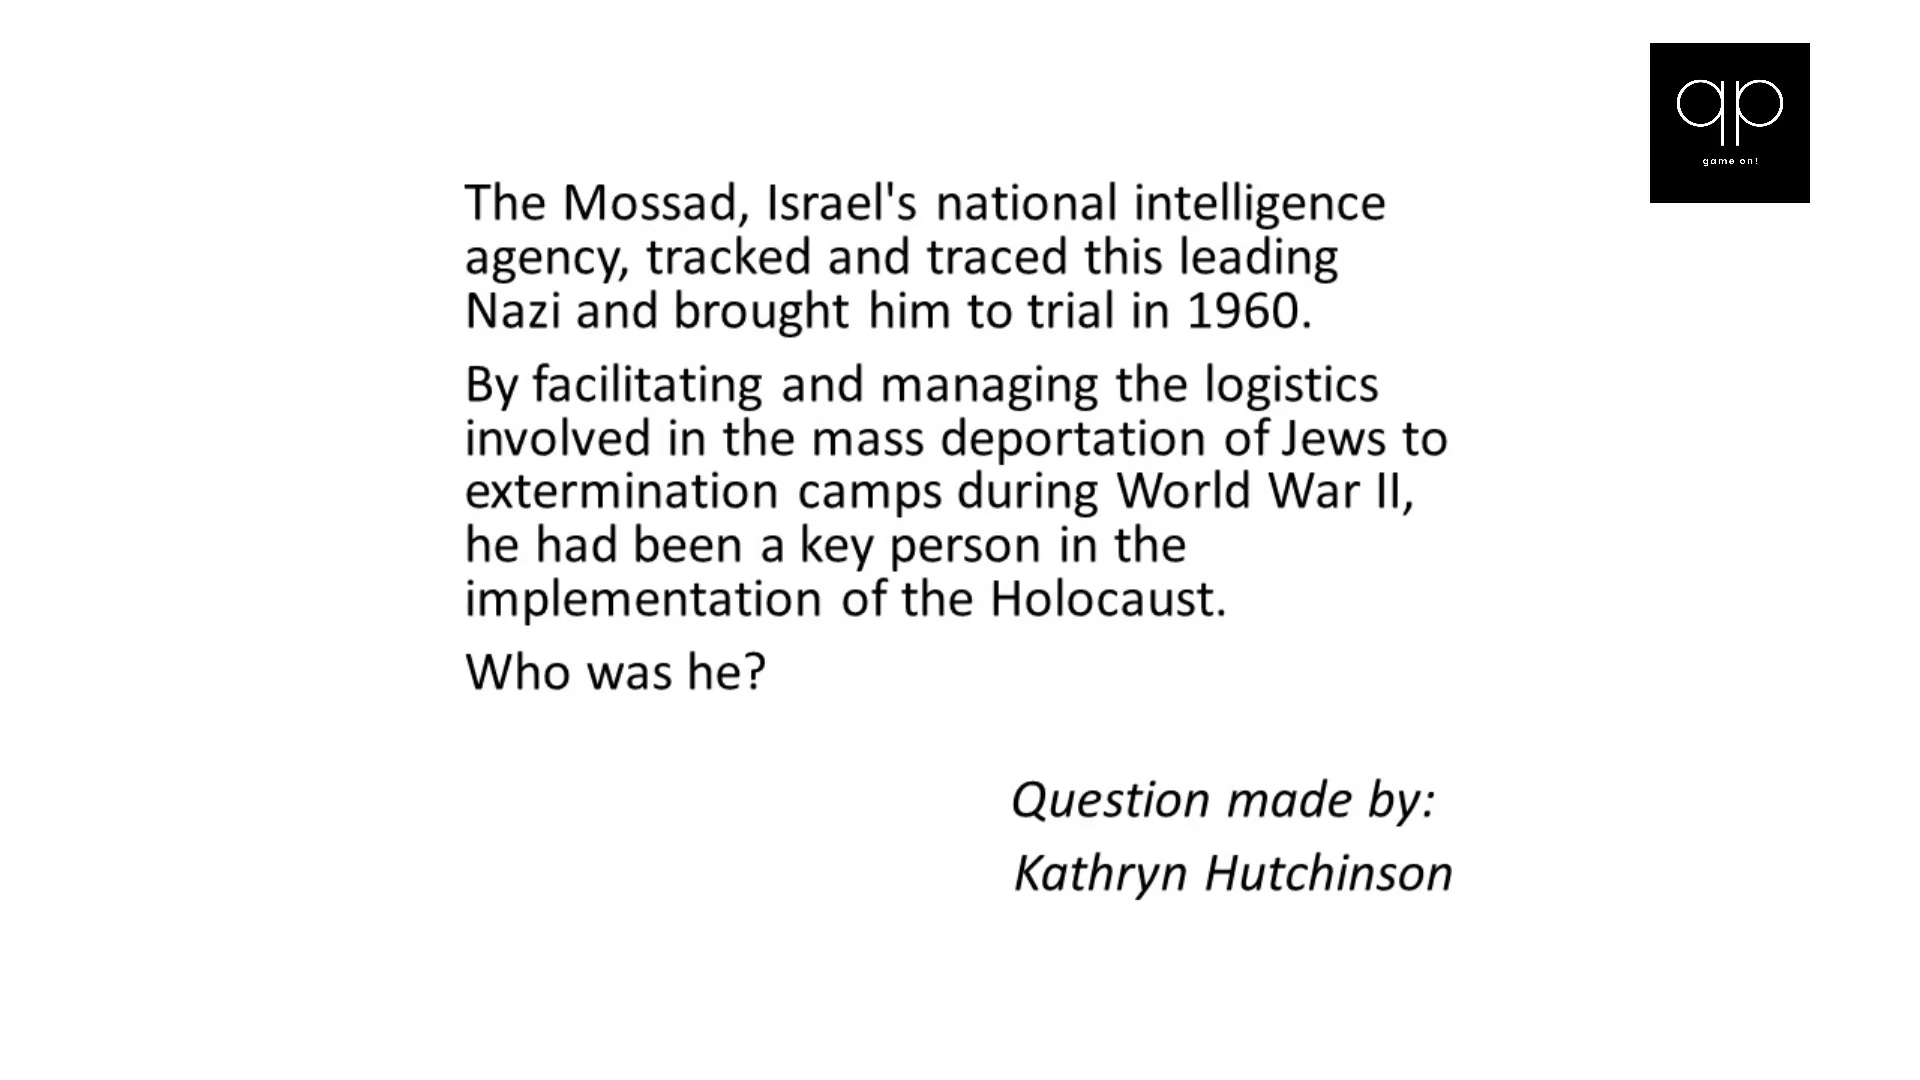 qp
game on!
The Mossad, Israel's national intelligence
agency, tracked and traced this leading
Nazi and brought him to trial in 1960.
By facilitating and managing the logistics
involved in the mass deportation of Jews to
extermination camps during World War II,
he had been a key person in the
implementation of the Holocaust.
Who was he?
Question made by:
Kathryn Hutchinson